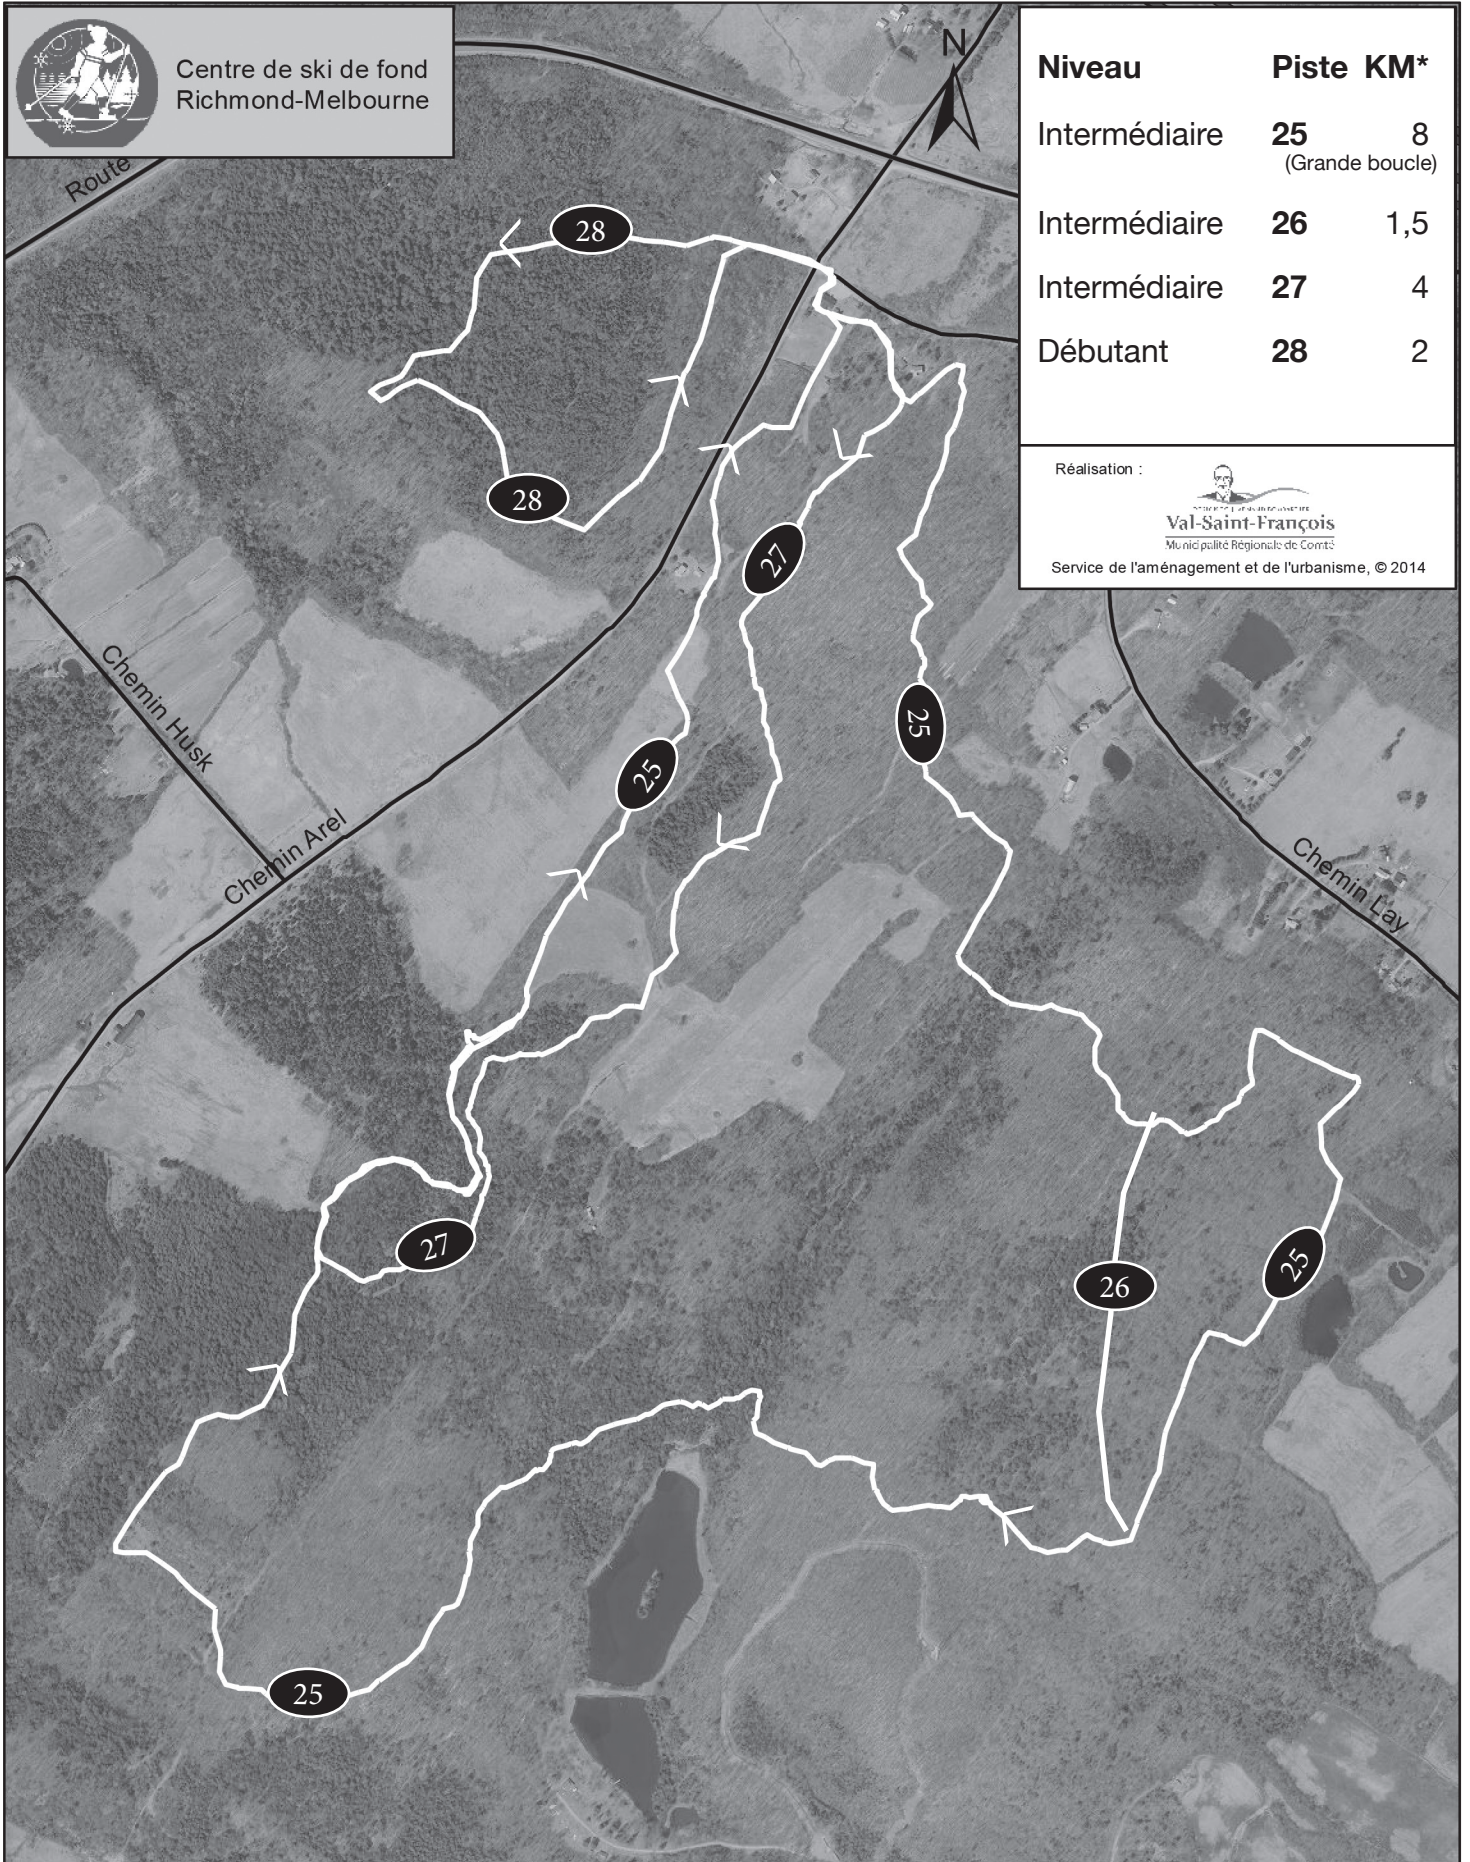 Centre de ski de fond
Richmond-Melbourne
Route
N
Niveau Piste KM*
Intermédiaire 25 8
(Grande boucle)
Intermédiaire 26 1,5
Intermédiaire 27 4
Débutant 28 2
Réalisation :
Val-Saint-François
Municipalité Régionale de Comté
Service de l'aménagement et de l'urbanisme, © 2014
28
28
27
25
25
Chemin Husk
Chemin Arel
Chemin Lay
27
26
25
25